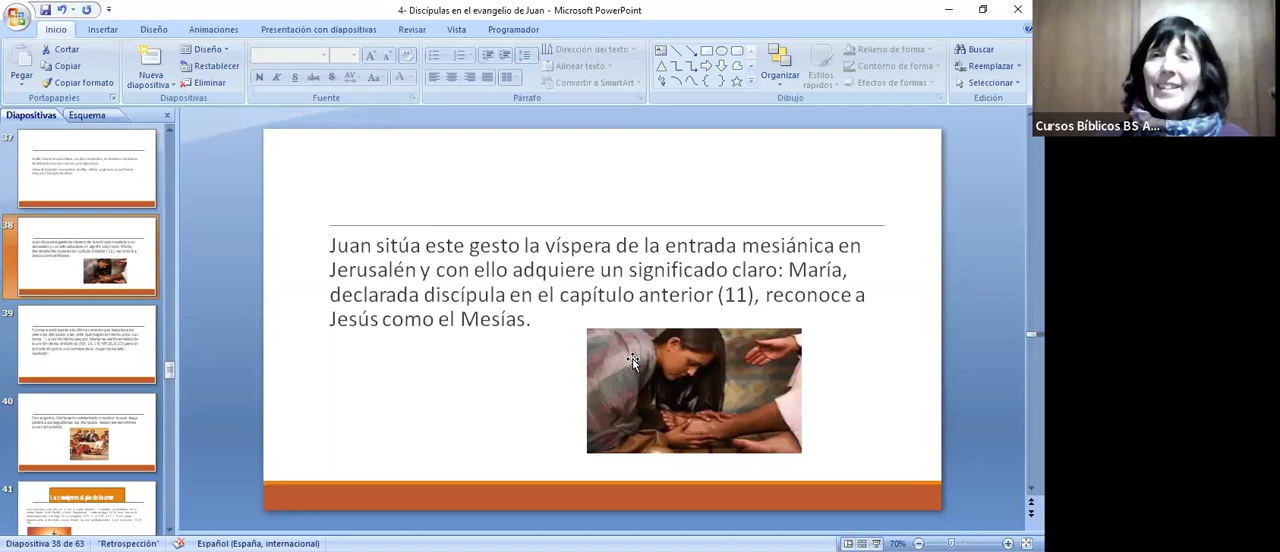 4- Discípulas en el evangelio de Juan - Microsoft PowerPoint
Inicio Insertar Diseño Animaciones Presentación con diapositivas Revisar Vista Programador
Pegar
Cortar
Copiar
Copiar formato
Portapapeles
Nueva
diapositiva
Diseño
Restablecer
Eliminar
Diapositivas
Fuente
Dirección del texto
Alinear texto
Convertir a SmartArt
Párrafo
Organizar
Estilos
rápidos
Relleno de forma
Contorno de forma
Efectos de formas
Dibujo
Buscar
Reemplazar
Seleccionar
Edición
Cursos Bíblicos BS A...
Diapositivas Esquema
37
38
39
40
41
Juan sitúa este gesto la víspera de la entrada mesiánica en
Jerusalén y con ello adquiere un significado claro: María,
declarada discípula en el capítulo anterior (11), reconoce a
Jesús como el Mesías.
Diapositiva 38 de 63 "Retrospección" Español (España, internacional) 70%